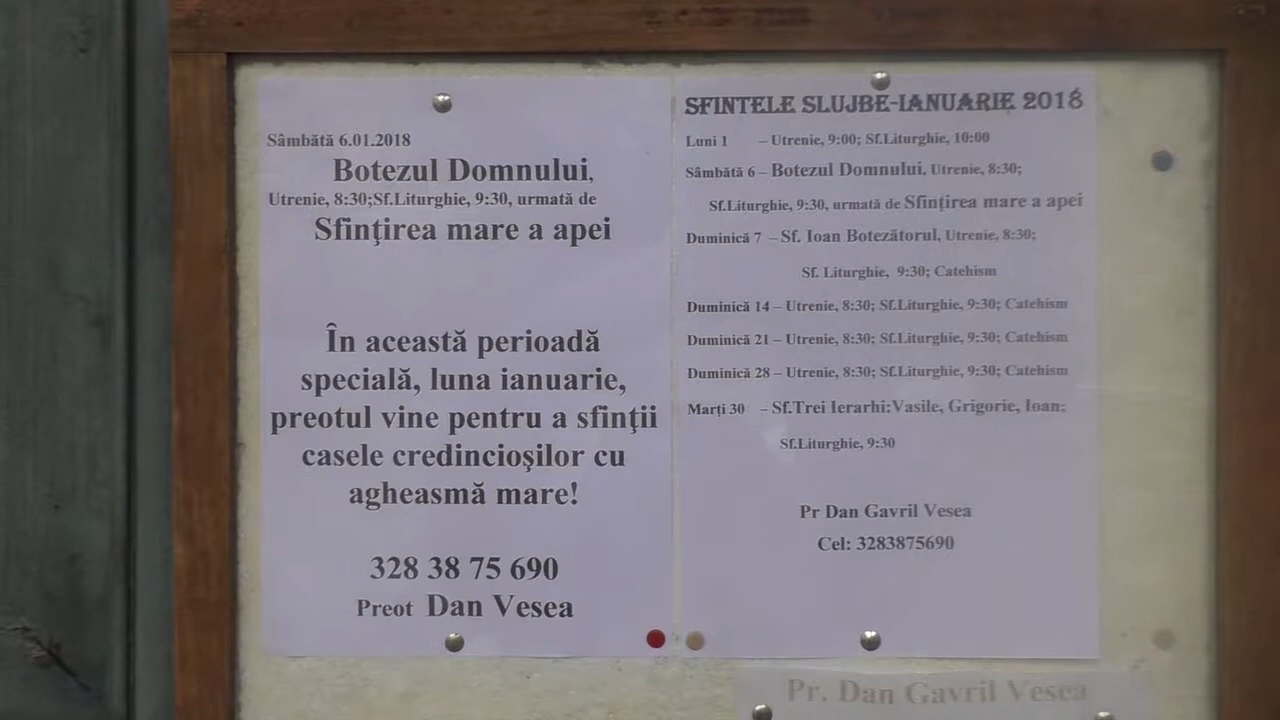 Sâmbătă 6.01.2018
Botezul Domnului,
Utrenie, 8:30;Sf.Liturghie, 9:30, urmată de
Sfinţirea mare a apei
În această perioadă
specială, luna ianuarie,
preotul vine pentru a sfinţii
casele credincioşilor cu
agheasmă mare!
328 38 75 690
Preot Dan Vesea
SFINTELE SLUJBE-IANUARIE 2018
Luni 1 – Utrenie, 9:00; Sf.Liturghie, 10:00
Sâmbătă 6 – Botezul Domnului, Utrenie, 8:30;
Sf.Liturghie, 9:30, urmată de Sfinţirea mare a apei
Duminică 7 – Sf. Ioan Botezătorul, Utrenie, 8:30;
Sf. Liturghie, 9:30; Catehism
Duminică 14 – Utrenie, 8:30; Sf.Liturghie, 9:30; Catehism
Duminică 21 – Utrenie, 8:30; Sf.Liturghie, 9:30; Catehism
Duminică 28 – Utrenie, 8:30; Sf.Liturghie, 9:30; Catehism
Marți 30 – Sf.Trei Ierarhi:Vasile, Grigorie, Ioan;
Sf.Liturghie, 9:30
Pr Dan Gavril Vesea
Cel: 3283875690
Pr. Dan Gavril Vesea